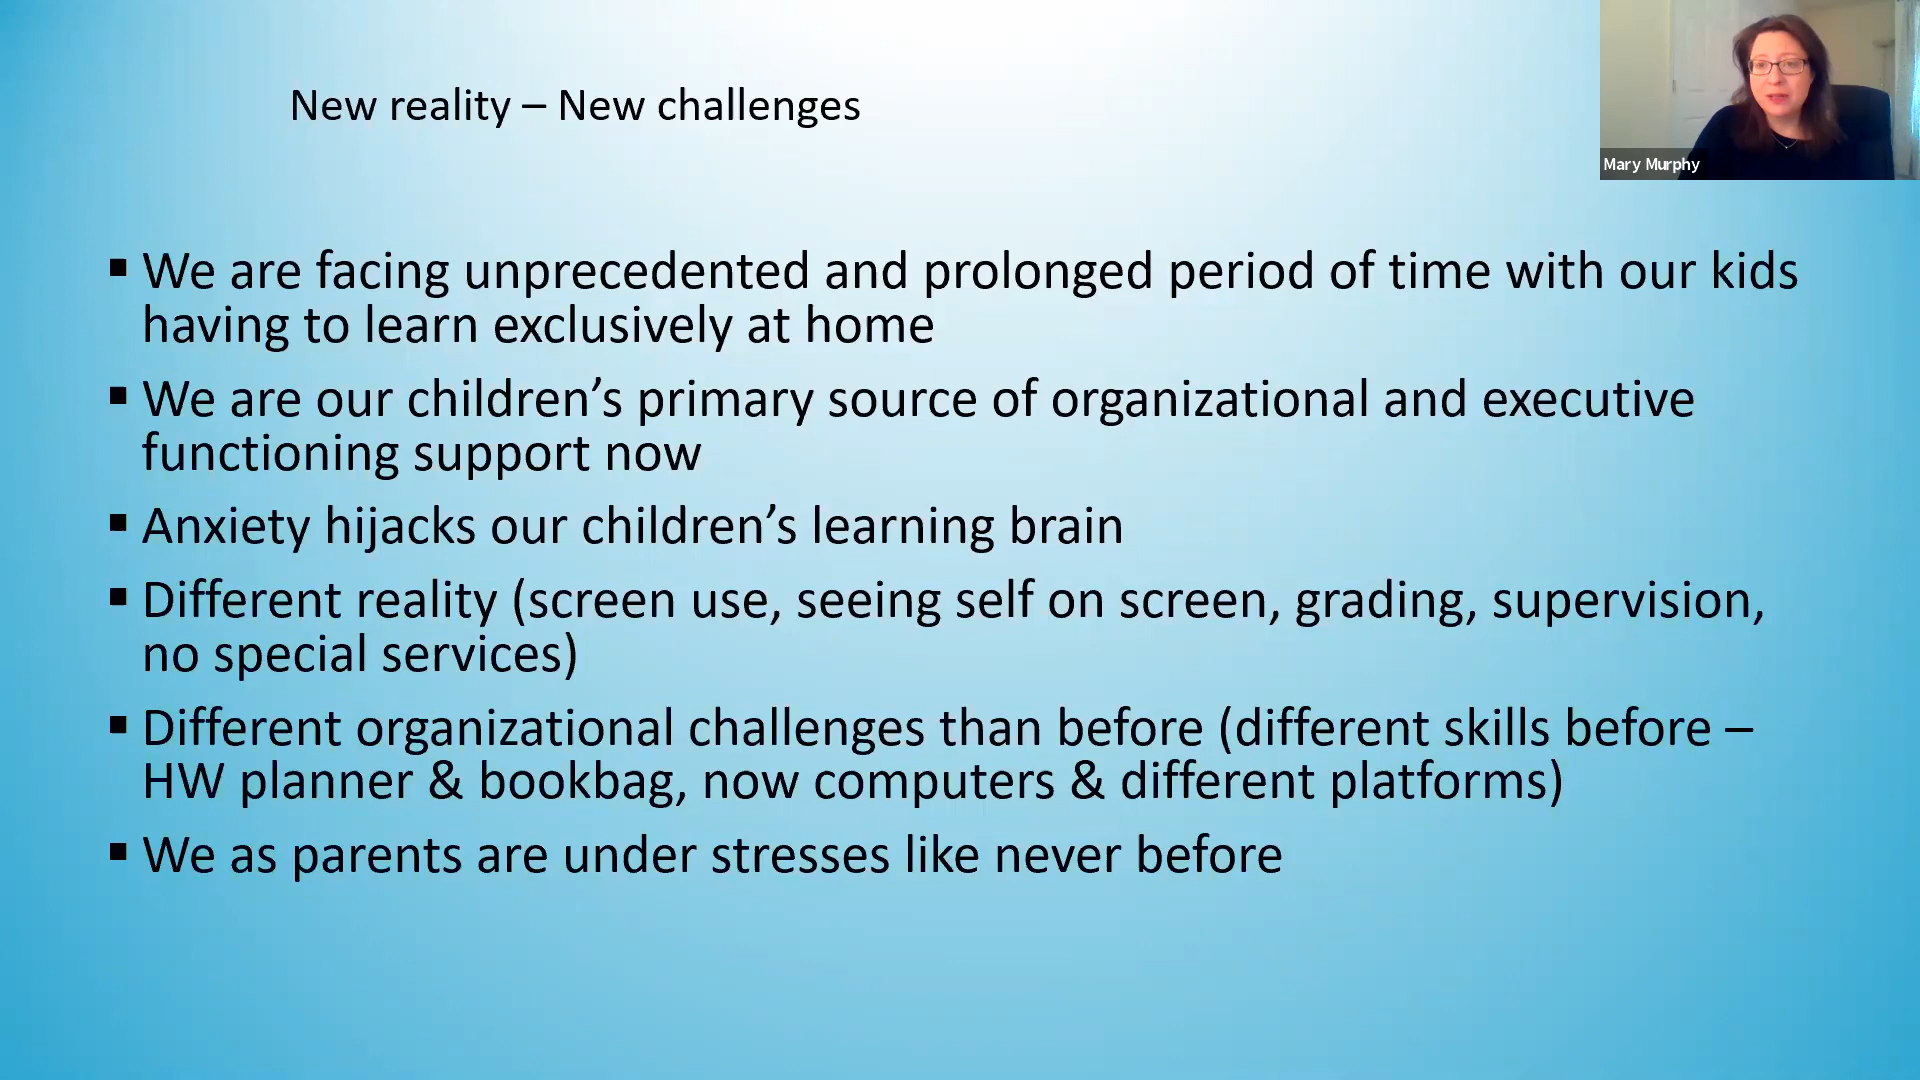 New reality – New challenges
Mary Murphy
▪ We are facing unprecedented and prolonged period of time with our kids
having to learn exclusively at home
▪ We are our children’s primary source of organizational and executive
functioning support now
▪ Anxiety hijacks our children’s learning brain
▪ Different reality (screen use, seeing self on screen, grading, supervision,
no special services)
▪ Different organizational challenges than before (different skills before –
HW planner & bookbag, now computers & different platforms)
▪ We as parents are under stresses like never before